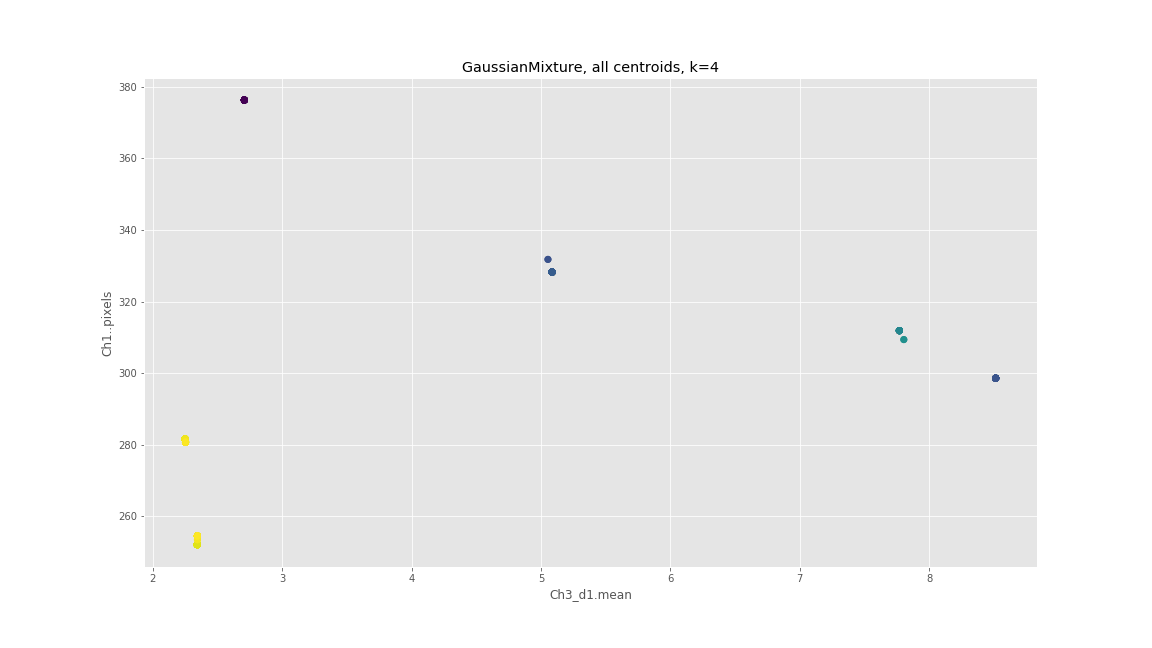 GaussianMixture, all centroids, k=4
380
360
340
320
300
280
260
Ch1..pixels
2 3 4 5 6 7 8
Ch3_d1.mean